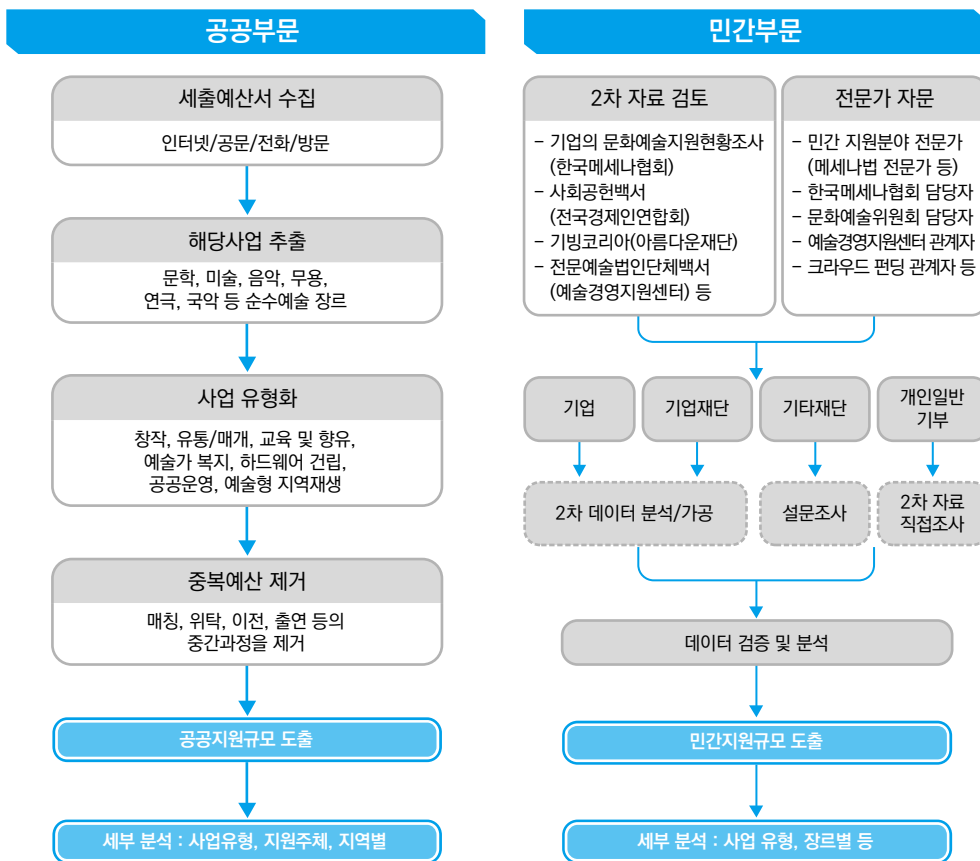 공공부문
세출예산서 수집
인터넷/공문/전화/방문
해당사업 추출
문학, 미술, 음악, 무용,
연극, 국악 등 순수예술 장르
사업 유형화
창작, 유통/매개, 교육 및 향유,
예술가 복지, 하드웨어 건립,
공공운영, 예술형 지역재생
중복예산 제거
매칭, 위탁, 이전, 출연 등의
중간과정을 제거
공공지원규모 도출
세부 분석 : 사업유형, 지원주체, 지역별
민간부문
2차 자료 검토
– 기업의 문화예술지원현황조사
(한국메세나협회)
– 사회공헌백서
(전국경제인연합회)
– 기빙코리아(아름다운재단)
– 전문예술법인단체백서
(예술경영지원센터) 등
전문가 자문
– 민간 지원분야 전문가
(메세나법 전문가 등)
– 한국메세나협회 담당자
– 문화예술위원회 담당자
– 예술경영지원센터 관계자
– 크라우드 펀딩 관계자 등
기업
기업재단
기타재단
개인일반
기부
2차 데이터 분석/가공
설문조사
2차 자료
직접조사
데이터 검증 및 분석
민간지원규모 도출
세부 분석 : 사업 유형, 장르별 등